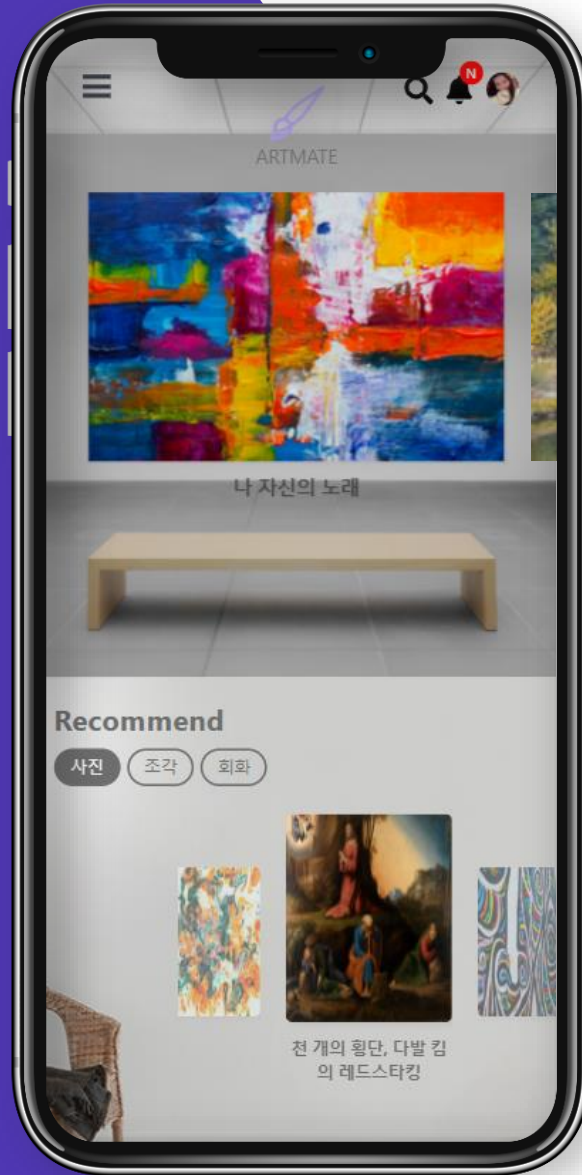 N
ARTMATE
나 자신의 노래
Recommend
사진 조각 회화
천 개의 횡단, 다발 킴
의 레드스타킹